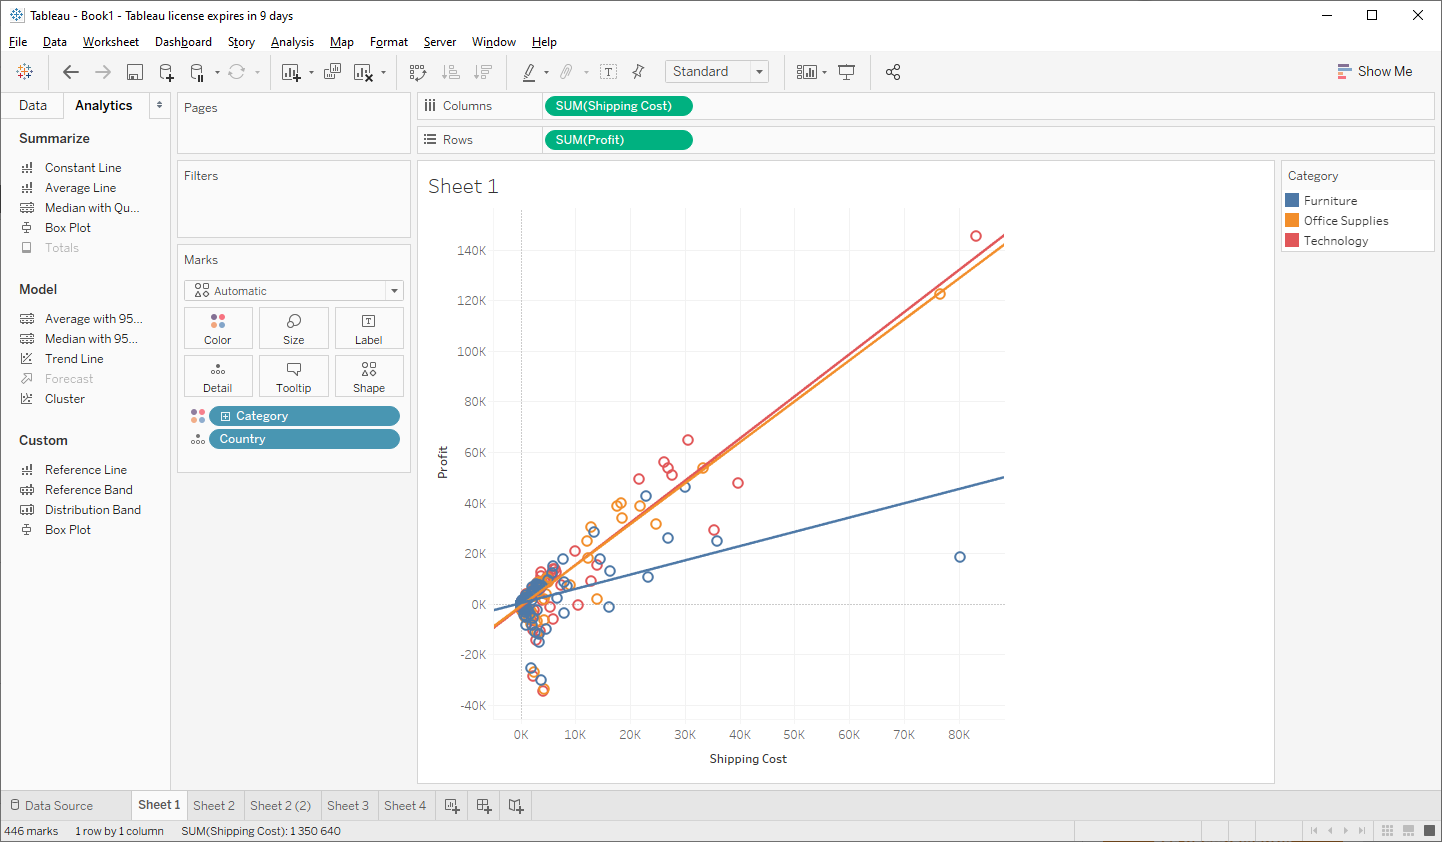 Tableau - Book1 - Tableau license expires in 9 days
File Data Worksheet Dashboard Story Analysis Map Format Server Window Help
Standard
Show Me
Data Analytics
Summarize
Constant Line
Average Line
Median with Qu...
Box Plot
Totals
Model
Average with 95...
Median with 95...
Trend Line
Forecast
Cluster
Custom
Reference Line
Reference Band
Distribution Band
Box Plot
Pages
Filters
Marks
Automatic
Color Size Label
Detail Tooltip Shape
Category
Country
Columns SUM(Shipping Cost)
Rows SUM(Profit)
Sheet 1
140K
120K
100K
80K
60K
40K
20K
0K
-20K
-40K
Profit
0K 10K 20K 30K 40K 50K 60K 70K 80K
Shipping Cost
Category
Furniture
Office Supplies
Technology
Data Source Sheet 1 Sheet 2 Sheet 2 (2) Sheet 3 Sheet 4
446 marks 1 row by 1 column SUM(Shipping Cost): 1 350 640